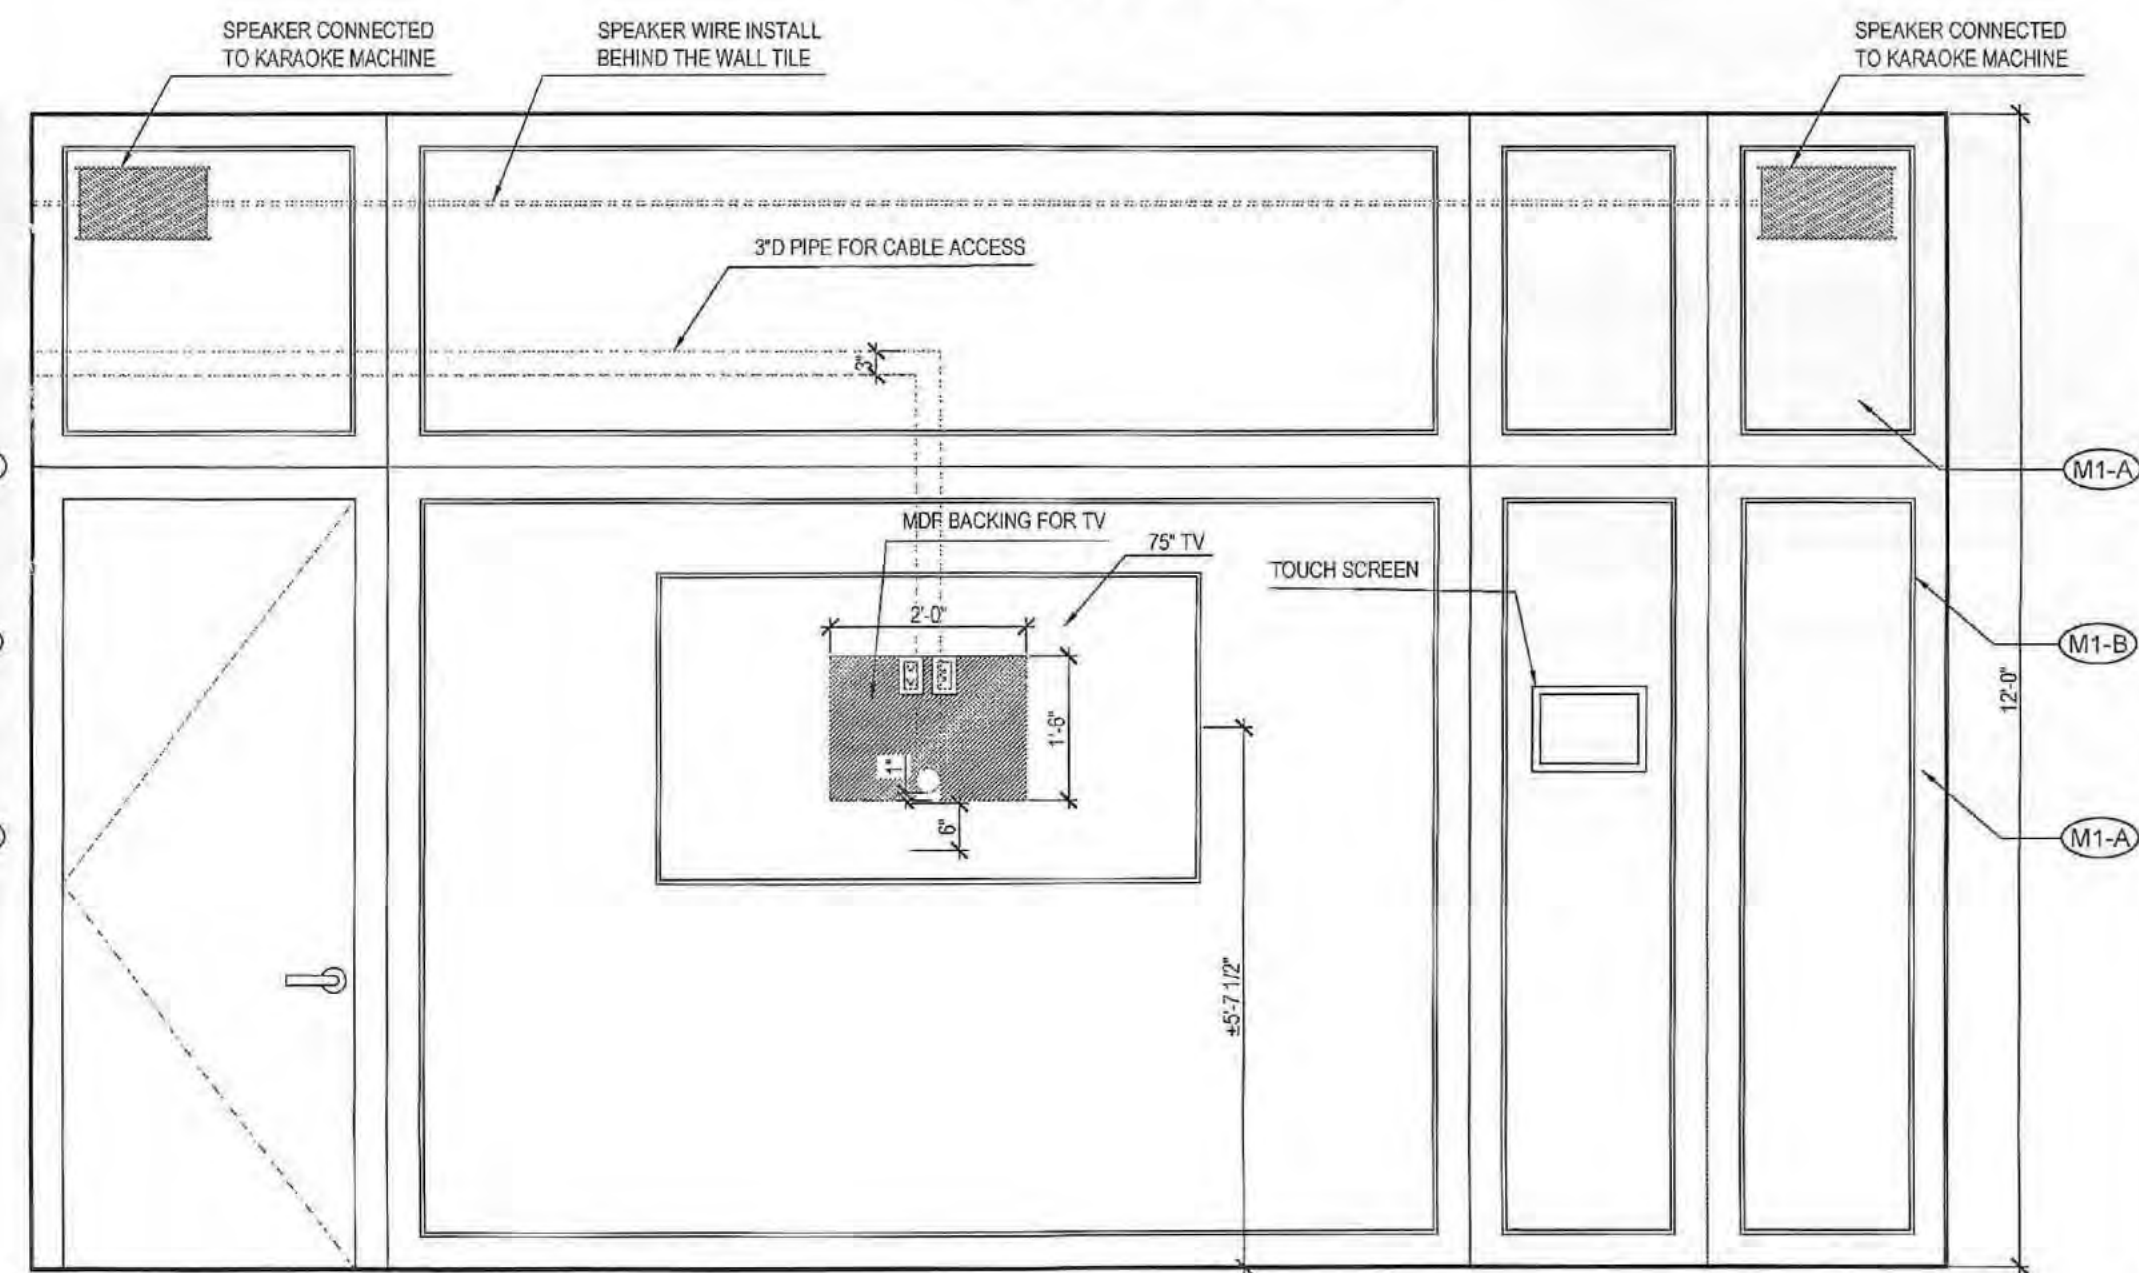 SPEAKER CONNECTED
TO KARAOKE MACHINE
SPEAKER WIRE INSTALL
BEHIND THE WALL TILE
SPEAKER CONNECTED
TO KARAOKE MACHINE
3"D PIPE FOR CABLE ACCESS
3"
M1-A
MDF BACKING FOR TV
75" TV
TOUCH SCREEN
2'-0"
M1-B
12'-0"
1'-6"
1"
6"
M1-A
±5'-7 1/2"